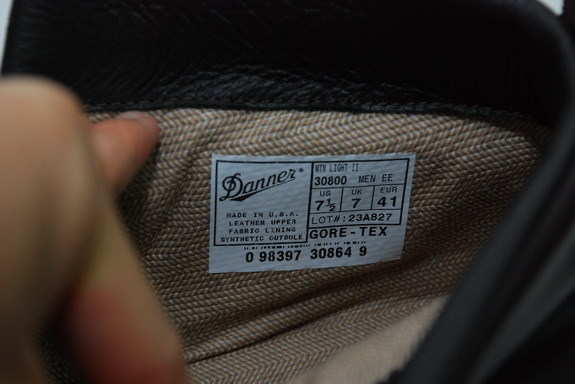 Danner®
MADE IN U.S.A.
LEATHER UPPER
FABRIC LINING
SYNTHETIC OUTSOLE
MTN LIGHT II
30800 MEN EE
US UK EUR
7½ 7 41
LOT#:23A827
GORE-TEX
0 98397 30864 9